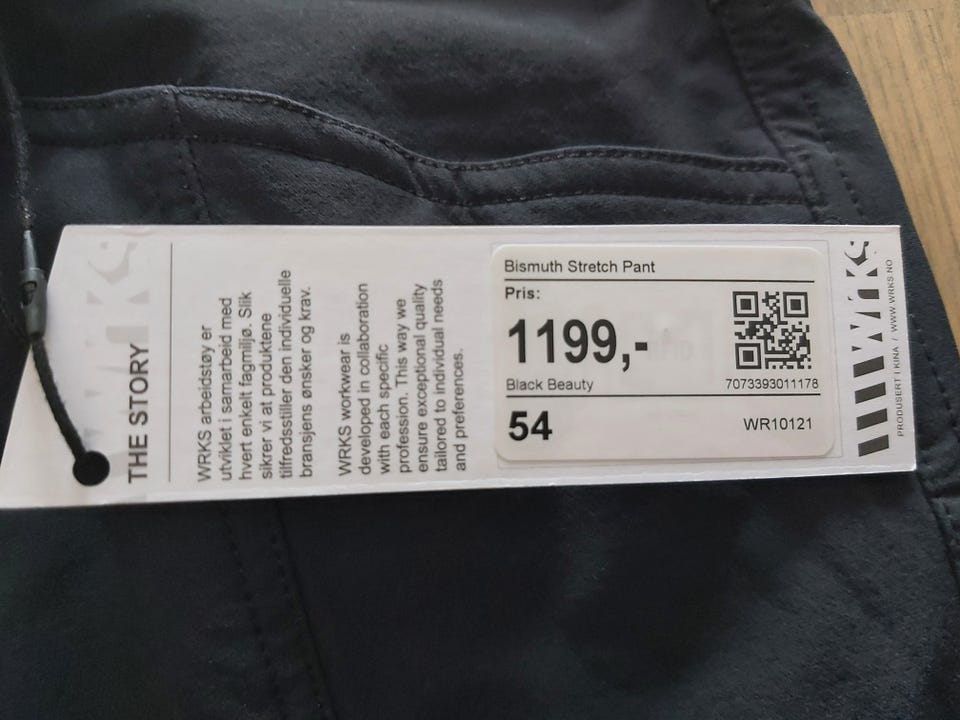 THE STORY
WRKS arbeidstøy er
utviklet i samarbeid med
hvert enkelt fagmiljø. Slik
sikrer vi at produktene
tilfredsstiller den individuelle
bransjens ønsker og krav.
WRKS workwear is
developed in collaboration
with each specific
profession. This way we
ensure exceptional quality
tailored to individual needs
and preferences.
Bismuth Stretch Pant
Pris:
1199,-
Black Beauty
7073393011178
54
WR10121
WRKS
PRODUSERT I KINA / WWW.WRKS.NO